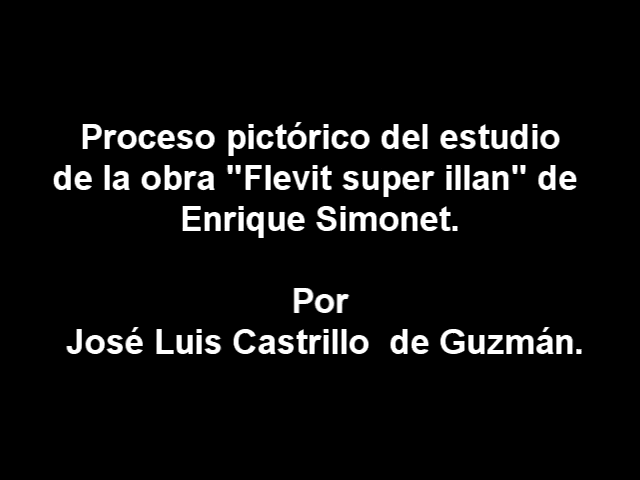 Proceso pictórico del estudio
de la obra "Flevit super illan" de
Enrique Simonet.
Por
José Luis Castrillo  de Guzmán.